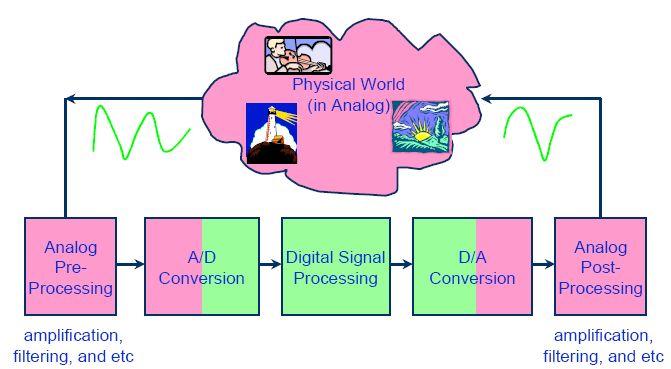 Physical World
(in Analog)
Analog
Pre-
Processing
A/D
Conversion
Digital Signal
Processing
D/A
Conversion
Analog
Post-
Processing
amplification,
filtering, and etc
amplification,
filtering, and etc